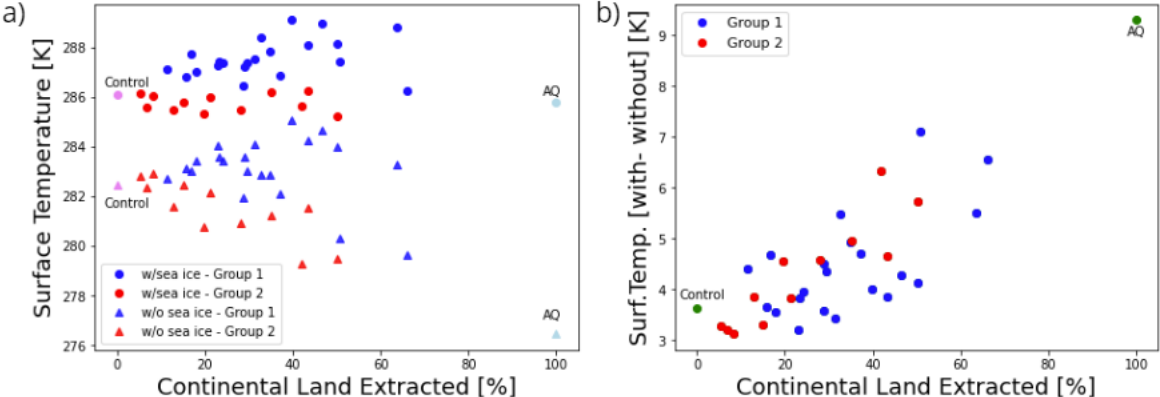 a)
Surface Temperature [K]
288
286
284
282
280
278
276
Control
AQ
Control
AQ
w/sea ice - Group 1
w/sea ice - Group 2
w/o sea ice - Group 1
w/o sea ice - Group 2
0 20 40 60 80 100
Continental Land Extracted [%]
b)
Surf.Temp. [with- without] [K]
9
8
7
6
5
4
3
Group 1
Group 2
AQ
Control
0 20 40 60 80 100
Continental Land Extracted [%]